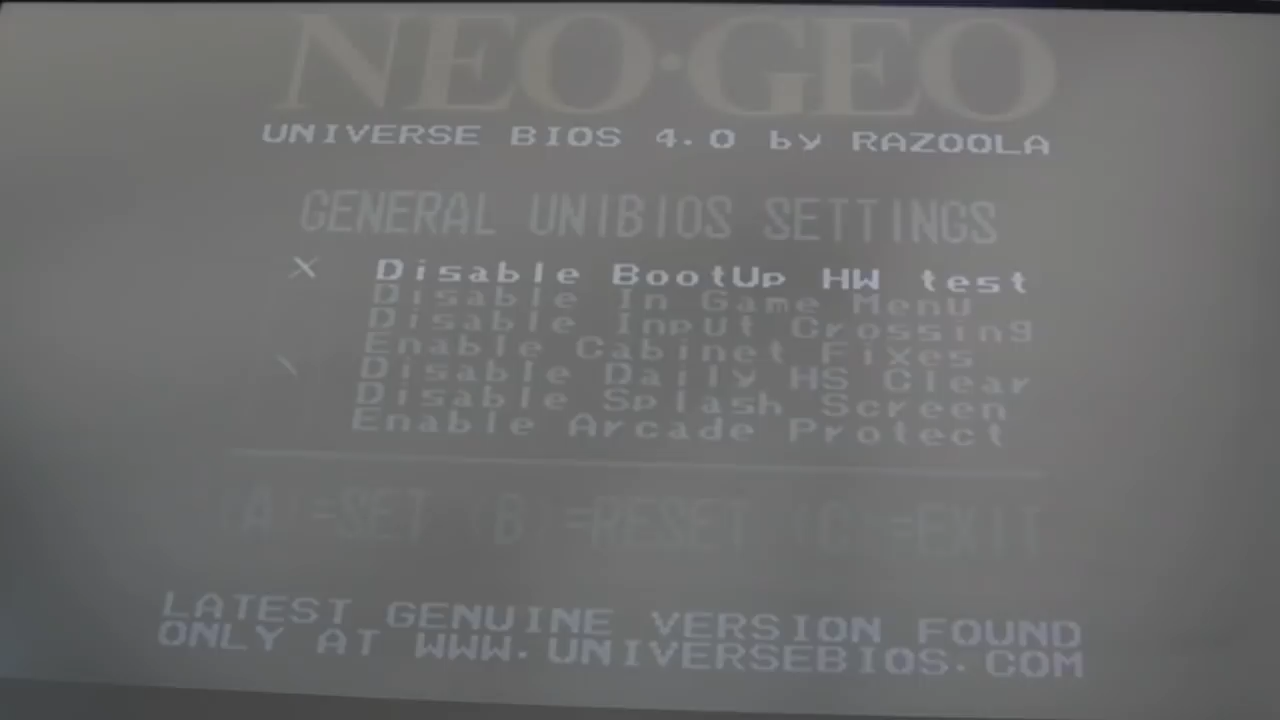 NEO·GEO
UNIVERSE BIOS 4.0 by RAZOOLA
GENERAL UNIBIOS SETTINGS
X Disable BootUp HW test
Disable In Game Menu
Disable Input Crossing
Enable Cabinet Fixes
Disable Daily HS Clear
Disable Splash Screen
Enable Arcade Protect
(A)=SET (B)=RESET (C)=EXIT
LATEST GENUINE VERSION FOUND
ONLY AT WWW.UNIVERSEBIOS.COM